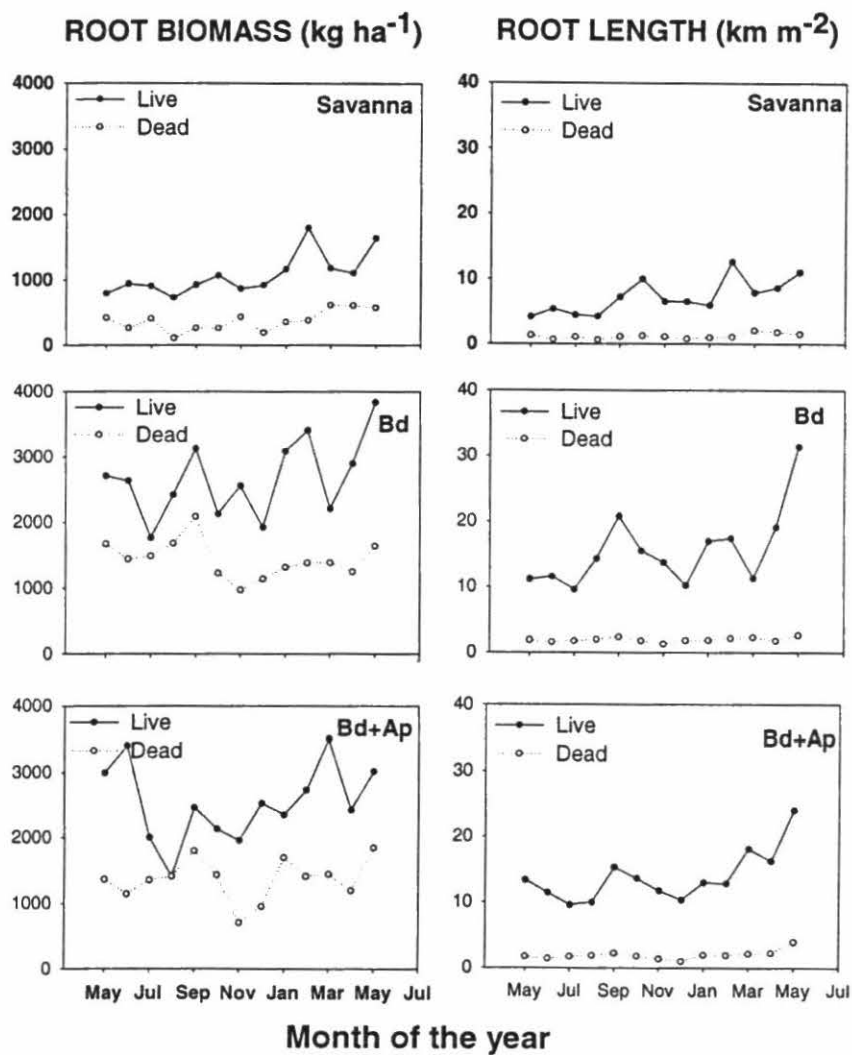 ROOT BIOMASS (kg ha-1)
ROOT LENGTH (km m-2)
4000
3000
2000
1000
0
Live
Dead
Savanna
40
30
20
10
0
Live
Dead
Savanna
4000
3000
2000
1000
0
Live
Dead
Bd
40
30
20
10
0
Live
Dead
Bd
4000
3000
2000
1000
0
Live
Dead
Bd+Ap
May Jul Sep Nov Jan Mar May Jul
40
30
20
10
0
Live
Dead
Bd+Ap
May Jul Sep Nov Jan Mar May Jul
Month of the year